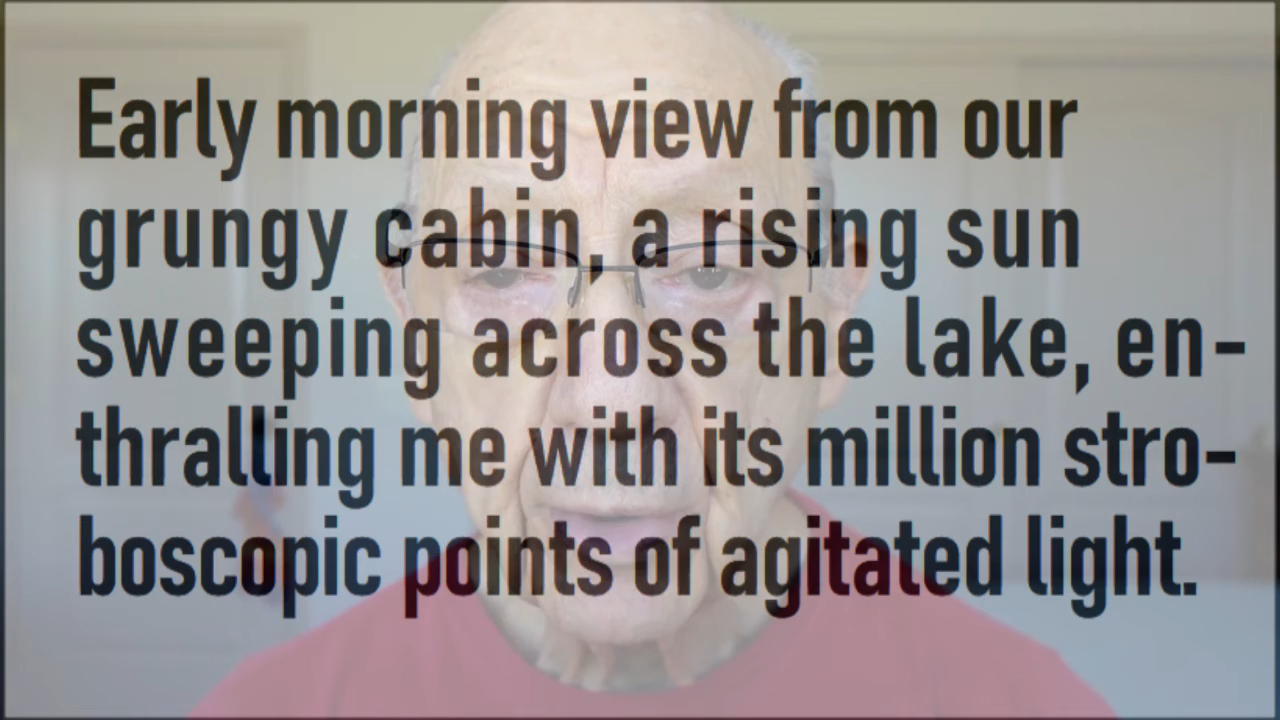 Early morning view from our
grungy cabin, a rising sun
sweeping across the lake, en-
thralling me with its million stro-
boscopic points of agitated light.